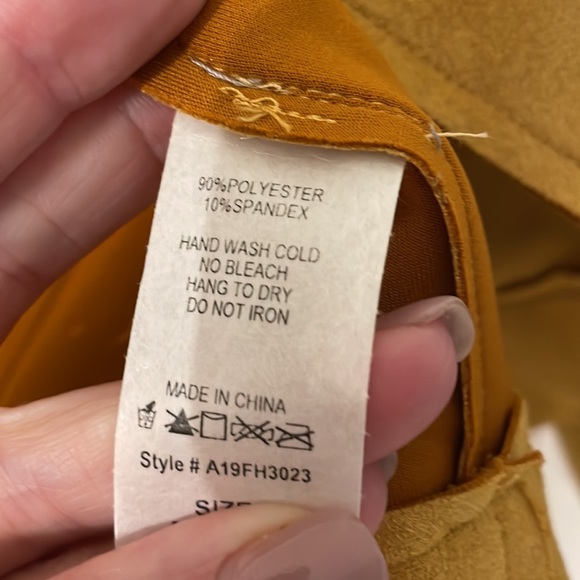 90%POLYESTER
10%SPANDEX
HAND WASH COLD
NO BLEACH
HANG TO DRY
DO NOT IRON
MADE IN CHINA
Style # A19FH3023
SIZE